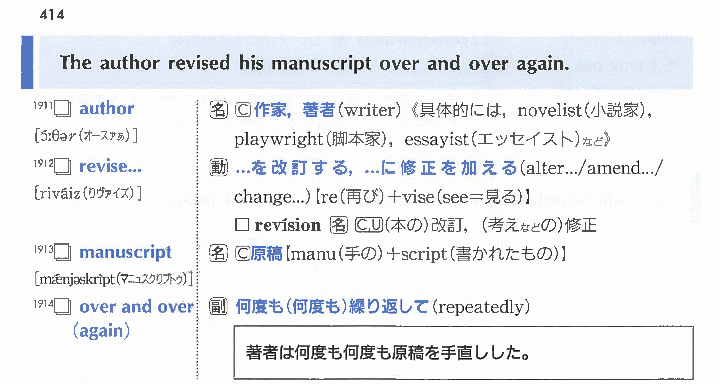 414
The author revised his manuscript over and over again.
1911□ author 名 C作家，著者(writer)《具体的には，novelist(小説家)，
[ɔ́ːθər(オースァぁ)] playwright(脚本家)，essayist(エッセイスト)など》
1912□ revise... 動 …を改訂する，…に修正を加える(alter.../amend.../
[riváiz(リヴァイズ)] change...)【re(再び)＋vise(see＝見る)】
□ revísion 名 C,U(本の)改訂，(考えなどの)修正
1913□ manuscript 名 C原稿【manu(手の)＋script(書かれたもの)】
[mǽnjəskrìpt(マニュスクリプトゥ)]
1914□ over and over 副 何度も(何度も)繰り返して(repeatedly)
(again)
著者は何度も何度も原稿を手直しした。